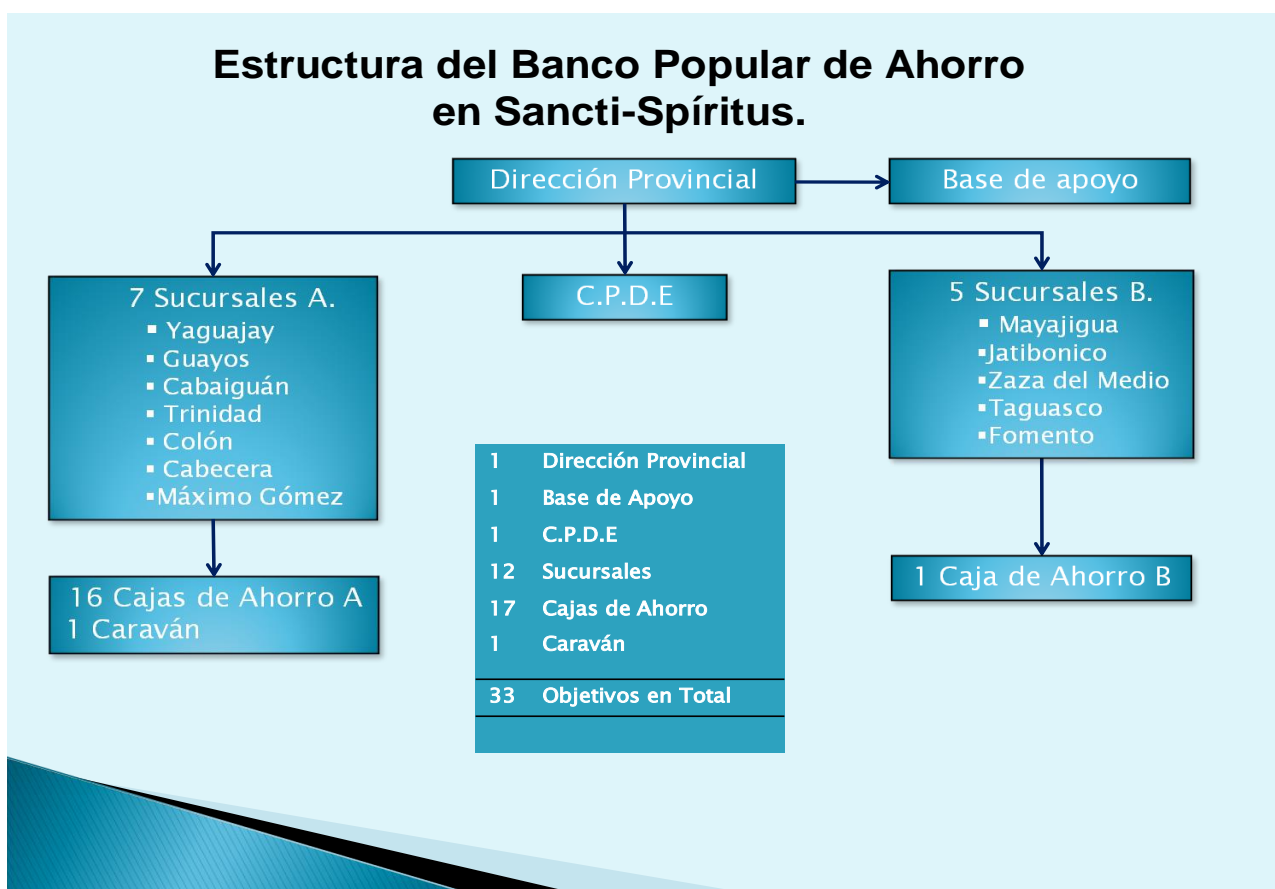 Estructura del Banco Popular de Ahorro
en Sancti-Spíritus.
Dirección Provincial
Base de apoyo
7 Sucursales A.
▪ Yaguajay
▪ Guayos
▪ Cabaiguán
▪ Trinidad
▪ Colón
▪ Cabecera
▪Máximo Gómez
C.P.D.E
5 Sucursales B.
▪ Mayajigua
▪Jatibonico
▪Zaza del Medio
▪Taguasco
▪Fomento
16 Cajas de Ahorro A
1 Caraván
1 Caja de Ahorro B
1 Dirección Provincial
1 Base de Apoyo
1 C.P.D.E
12 Sucursales
17 Cajas de Ahorro
1 Caraván
33 Objetivos en Total